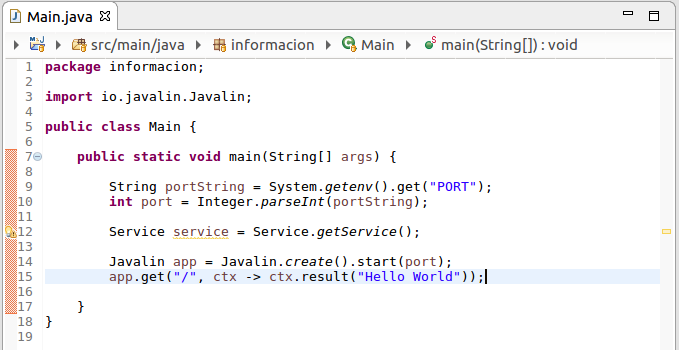 Main.java
src/main/java informacion Main main(String[]) : void
1 package informacion;
2
3 import io.javalin.Javalin;
4
5 public class Main {
6
7 public static void main(String[] args) {
8
9 String portString = System.getenv().get("PORT");
10 int port = Integer.parseInt(portString);
11
12 Service service = Service.getService();
13
14 Javalin app = Javalin.create().start(port);
15 app.get("/", ctx -> ctx.result("Hello World"));
16
17 }
18 }
19